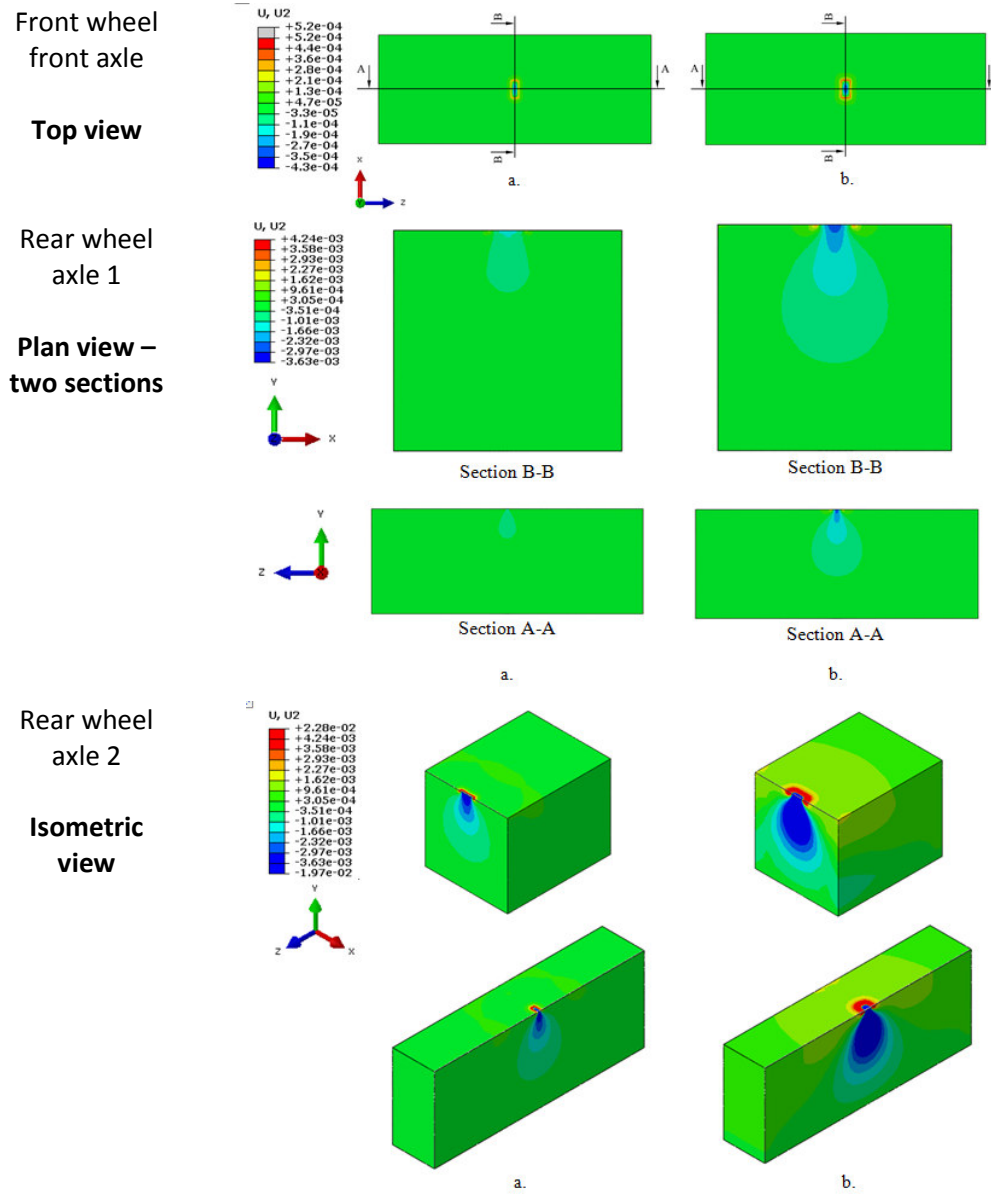 Front wheel
front axle
Top view
U, U2
+5.2e-04
+5.2e-04
+4.4e-04
+3.6e-04
+2.8e-04
+2.1e-04
+1.3e-04
+4.7e-05
-3.3e-05
-1.1e-04
-1.9e-04
-2.7e-04
-3.5e-04
-4.3e-04
X
Y
Z
B
A
A
B
a.
B
A
B
b.
Rear wheel
axle 1
Plan view –
two sections
U, U2
+4.24e-03
+3.58e-03
+2.93e-03
+2.27e-03
+1.62e-03
+9.61e-04
+3.05e-04
-3.51e-04
-1.01e-03
-1.66e-03
-2.32e-03
-2.97e-03
-3.63e-03
Y
X
Section B-B
Section B-B
Y
Z
X
Section A-A
Section A-A
a.
b.
Rear wheel
axle 2
Isometric
view
U, U2
+2.28e-02
+4.24e-03
+3.58e-03
+2.93e-03
+2.27e-03
+1.62e-03
+9.61e-04
+3.05e-04
-3.51e-04
-1.01e-03
-1.66e-03
-2.32e-03
-2.97e-03
-3.63e-03
-1.97e-02
Y
Z
X
a.
b.